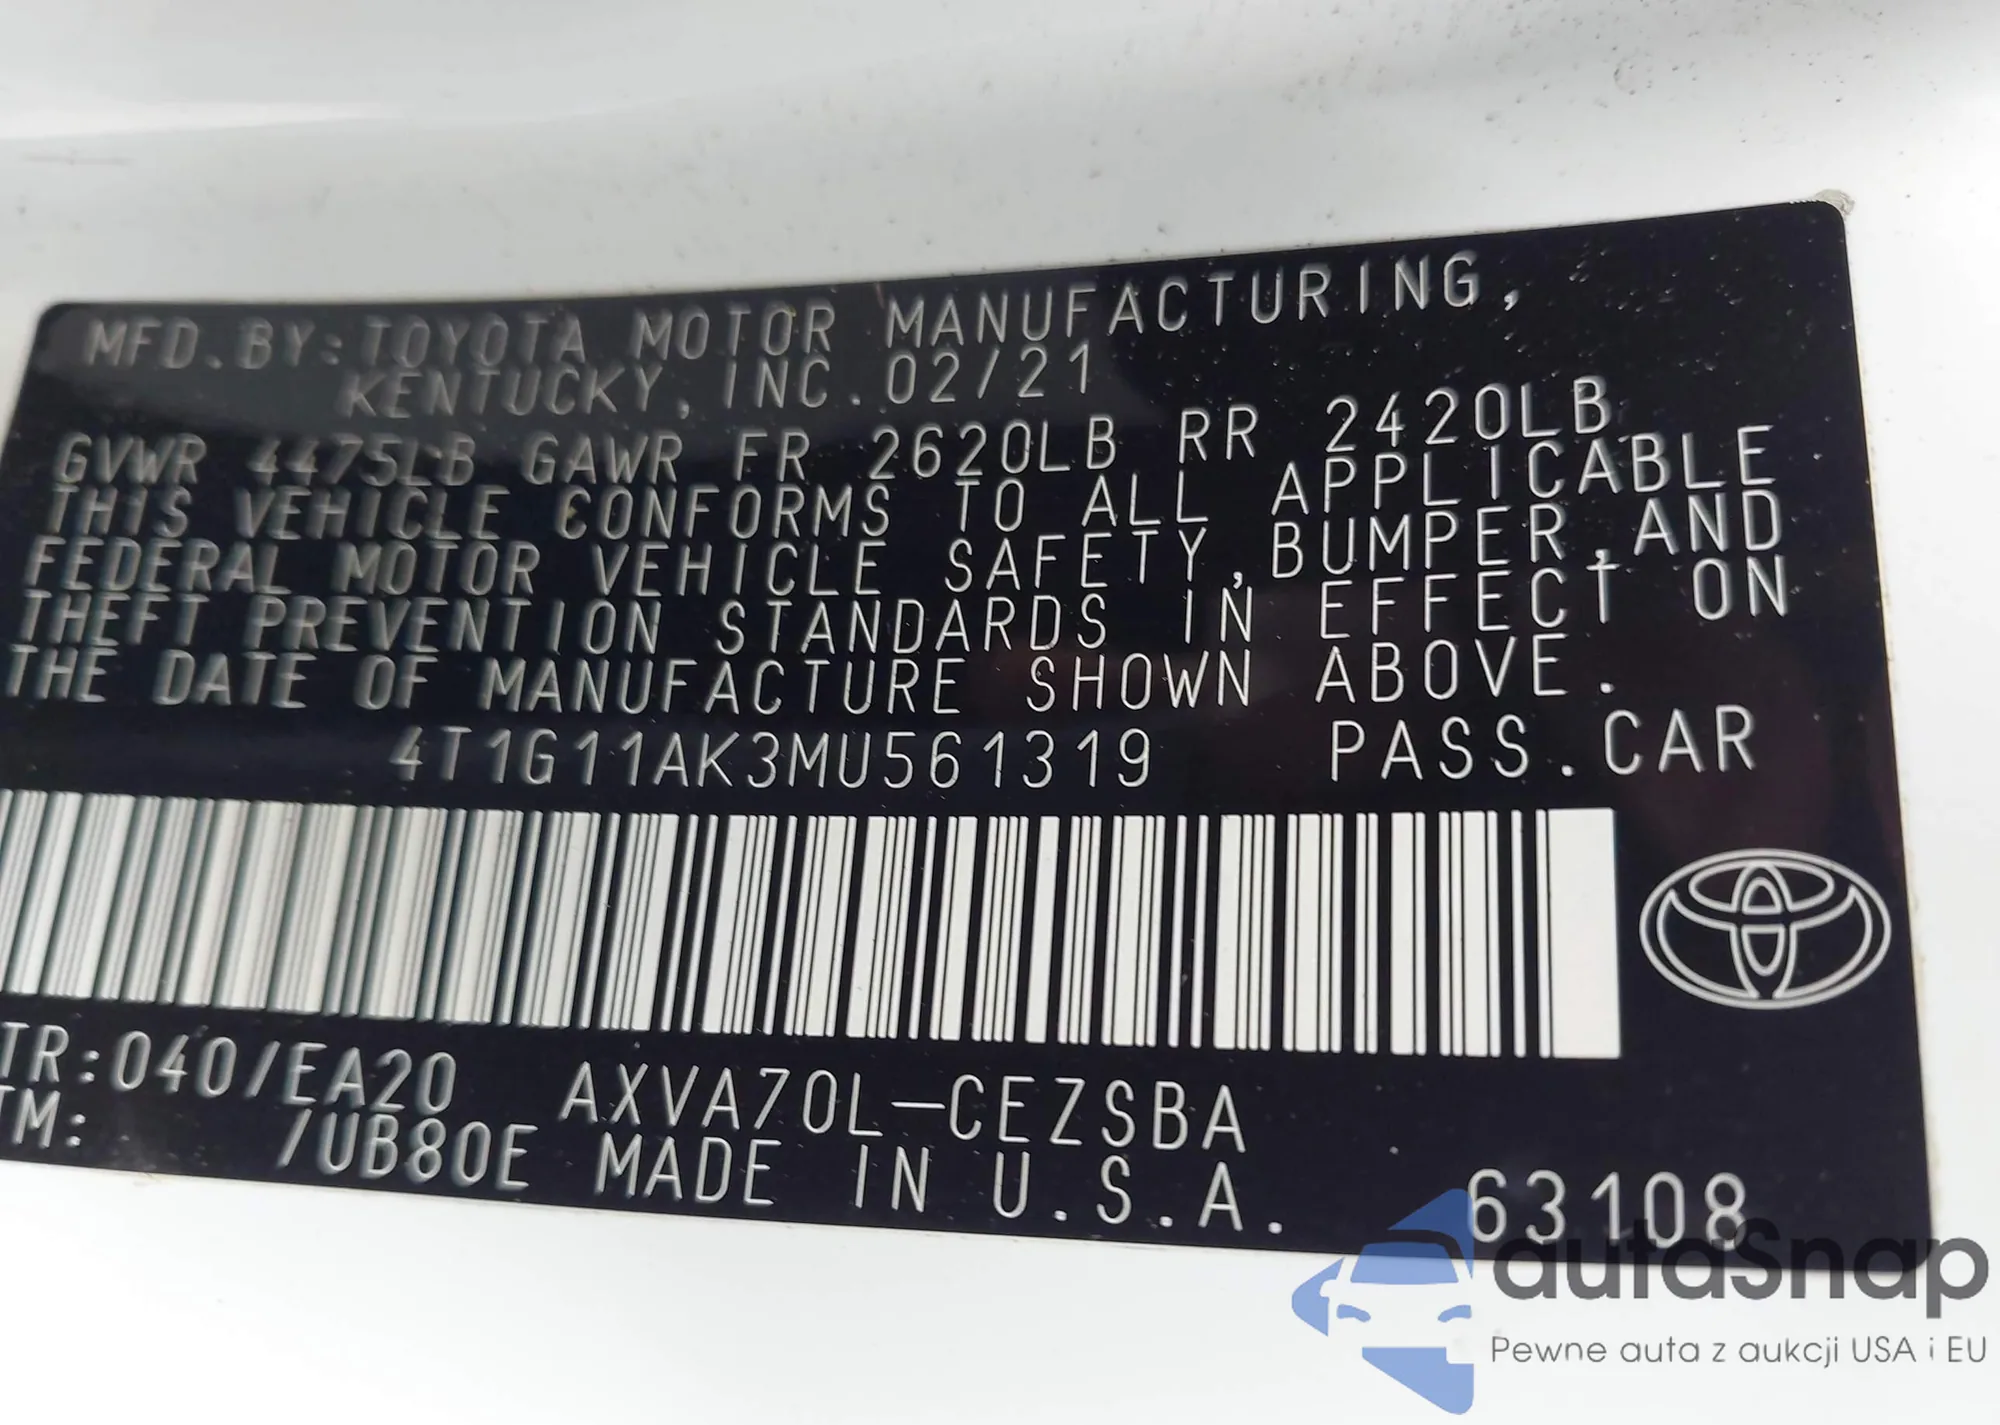 MFD.BY:TOYOTA MOTOR MANUFACTURING,
KENTUCKY, INC.02/21
GVWR 4475LB GAWR FR 2620LB RR 2420LB
THIS VEHICLE CONFORMS TO ALL APPLICABLE
FEDERAL MOTOR VEHICLE SAFETY,BUMPER,AND
THEFT PREVENTION STANDARDS IN EFFECT ON
THE DATE OF MANUFACTURE SHOWN ABOVE.
4T1G11AK3MU561319 PASS.CAR
TR:040/EA20 AXVA70L-CEZSBA
TM: /UB80E MADE IN U.S.A. 63108
autaSnap
Pewne auta z aukcji USA i EU